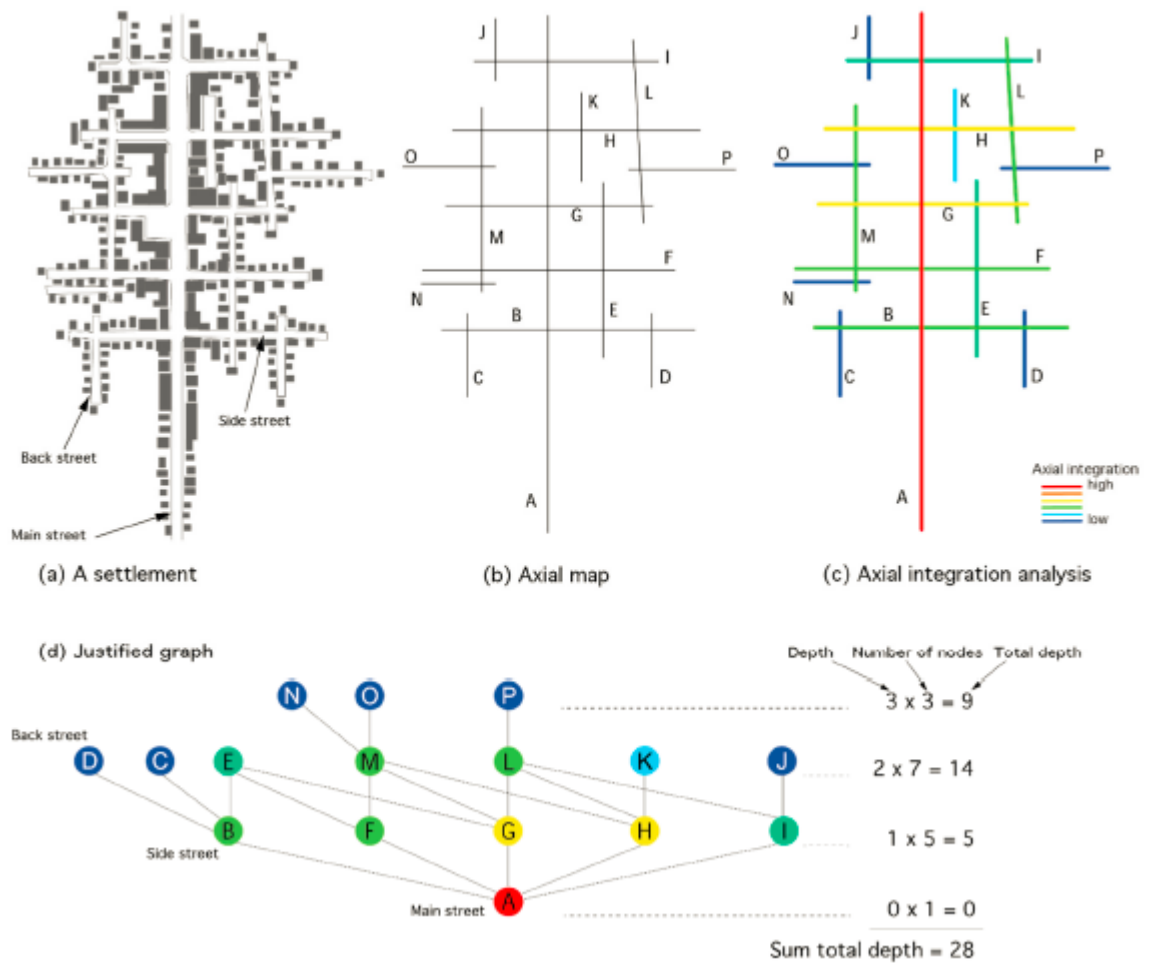 J
I
L
K
H
O
P
G
M
F
N
E
B
C
D
A
J
I
L
K
H
O
P
G
M
F
N
E
B
C
D
A
Side street
Back street
Main street
Axial integration
high
low
(a) A settlement
(b) Axial map
(c) Axial integration analysis
(d) Justified graph
Depth Number of nodes Total depth
N O P
3 x 3 = 9
Back street
D C E M L K J
2 x 7 = 14
B F G H I
1 x 5 = 5
Side street
A
Main street
0 x 1 = 0
Sum total depth = 28